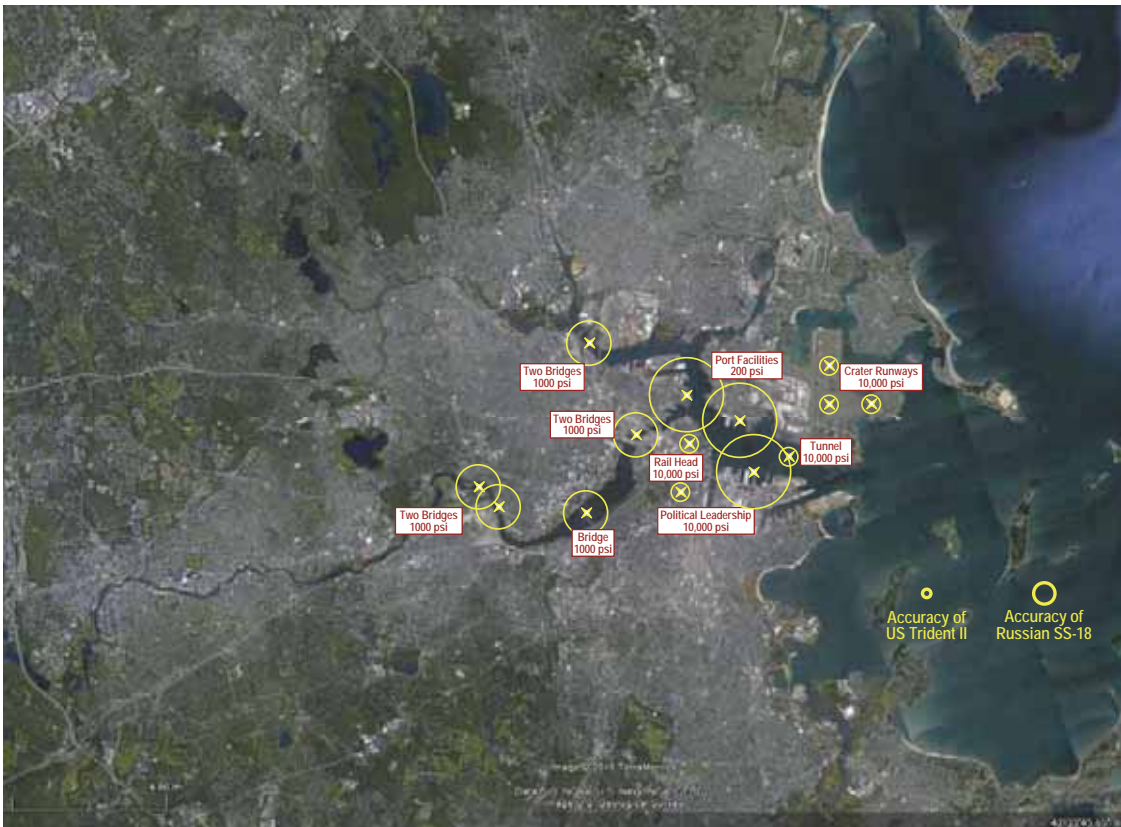 Port Facilities
200 psi
Two Bridges
1000 psi
Crater Runways
10,000 psi
Two Bridges
1000 psi
Tunnel
10,000 psi
Rail Head
10,000 psi
Two Bridges
1000 psi
Political Leadership
10,000 psi
Bridge
1000 psi
Accuracy of
US Trident II
Accuracy of
Russian SS-18